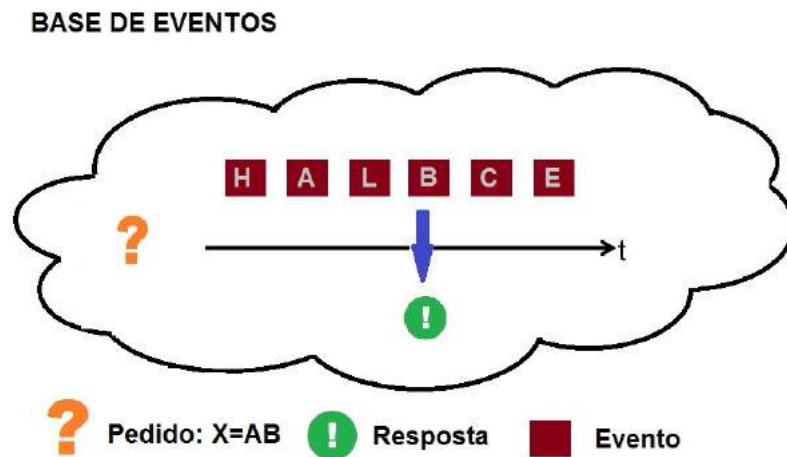 BASE DE EVENTOS
H A L B C E
?
t
!
? Pedido: X=AB ! Resposta Evento